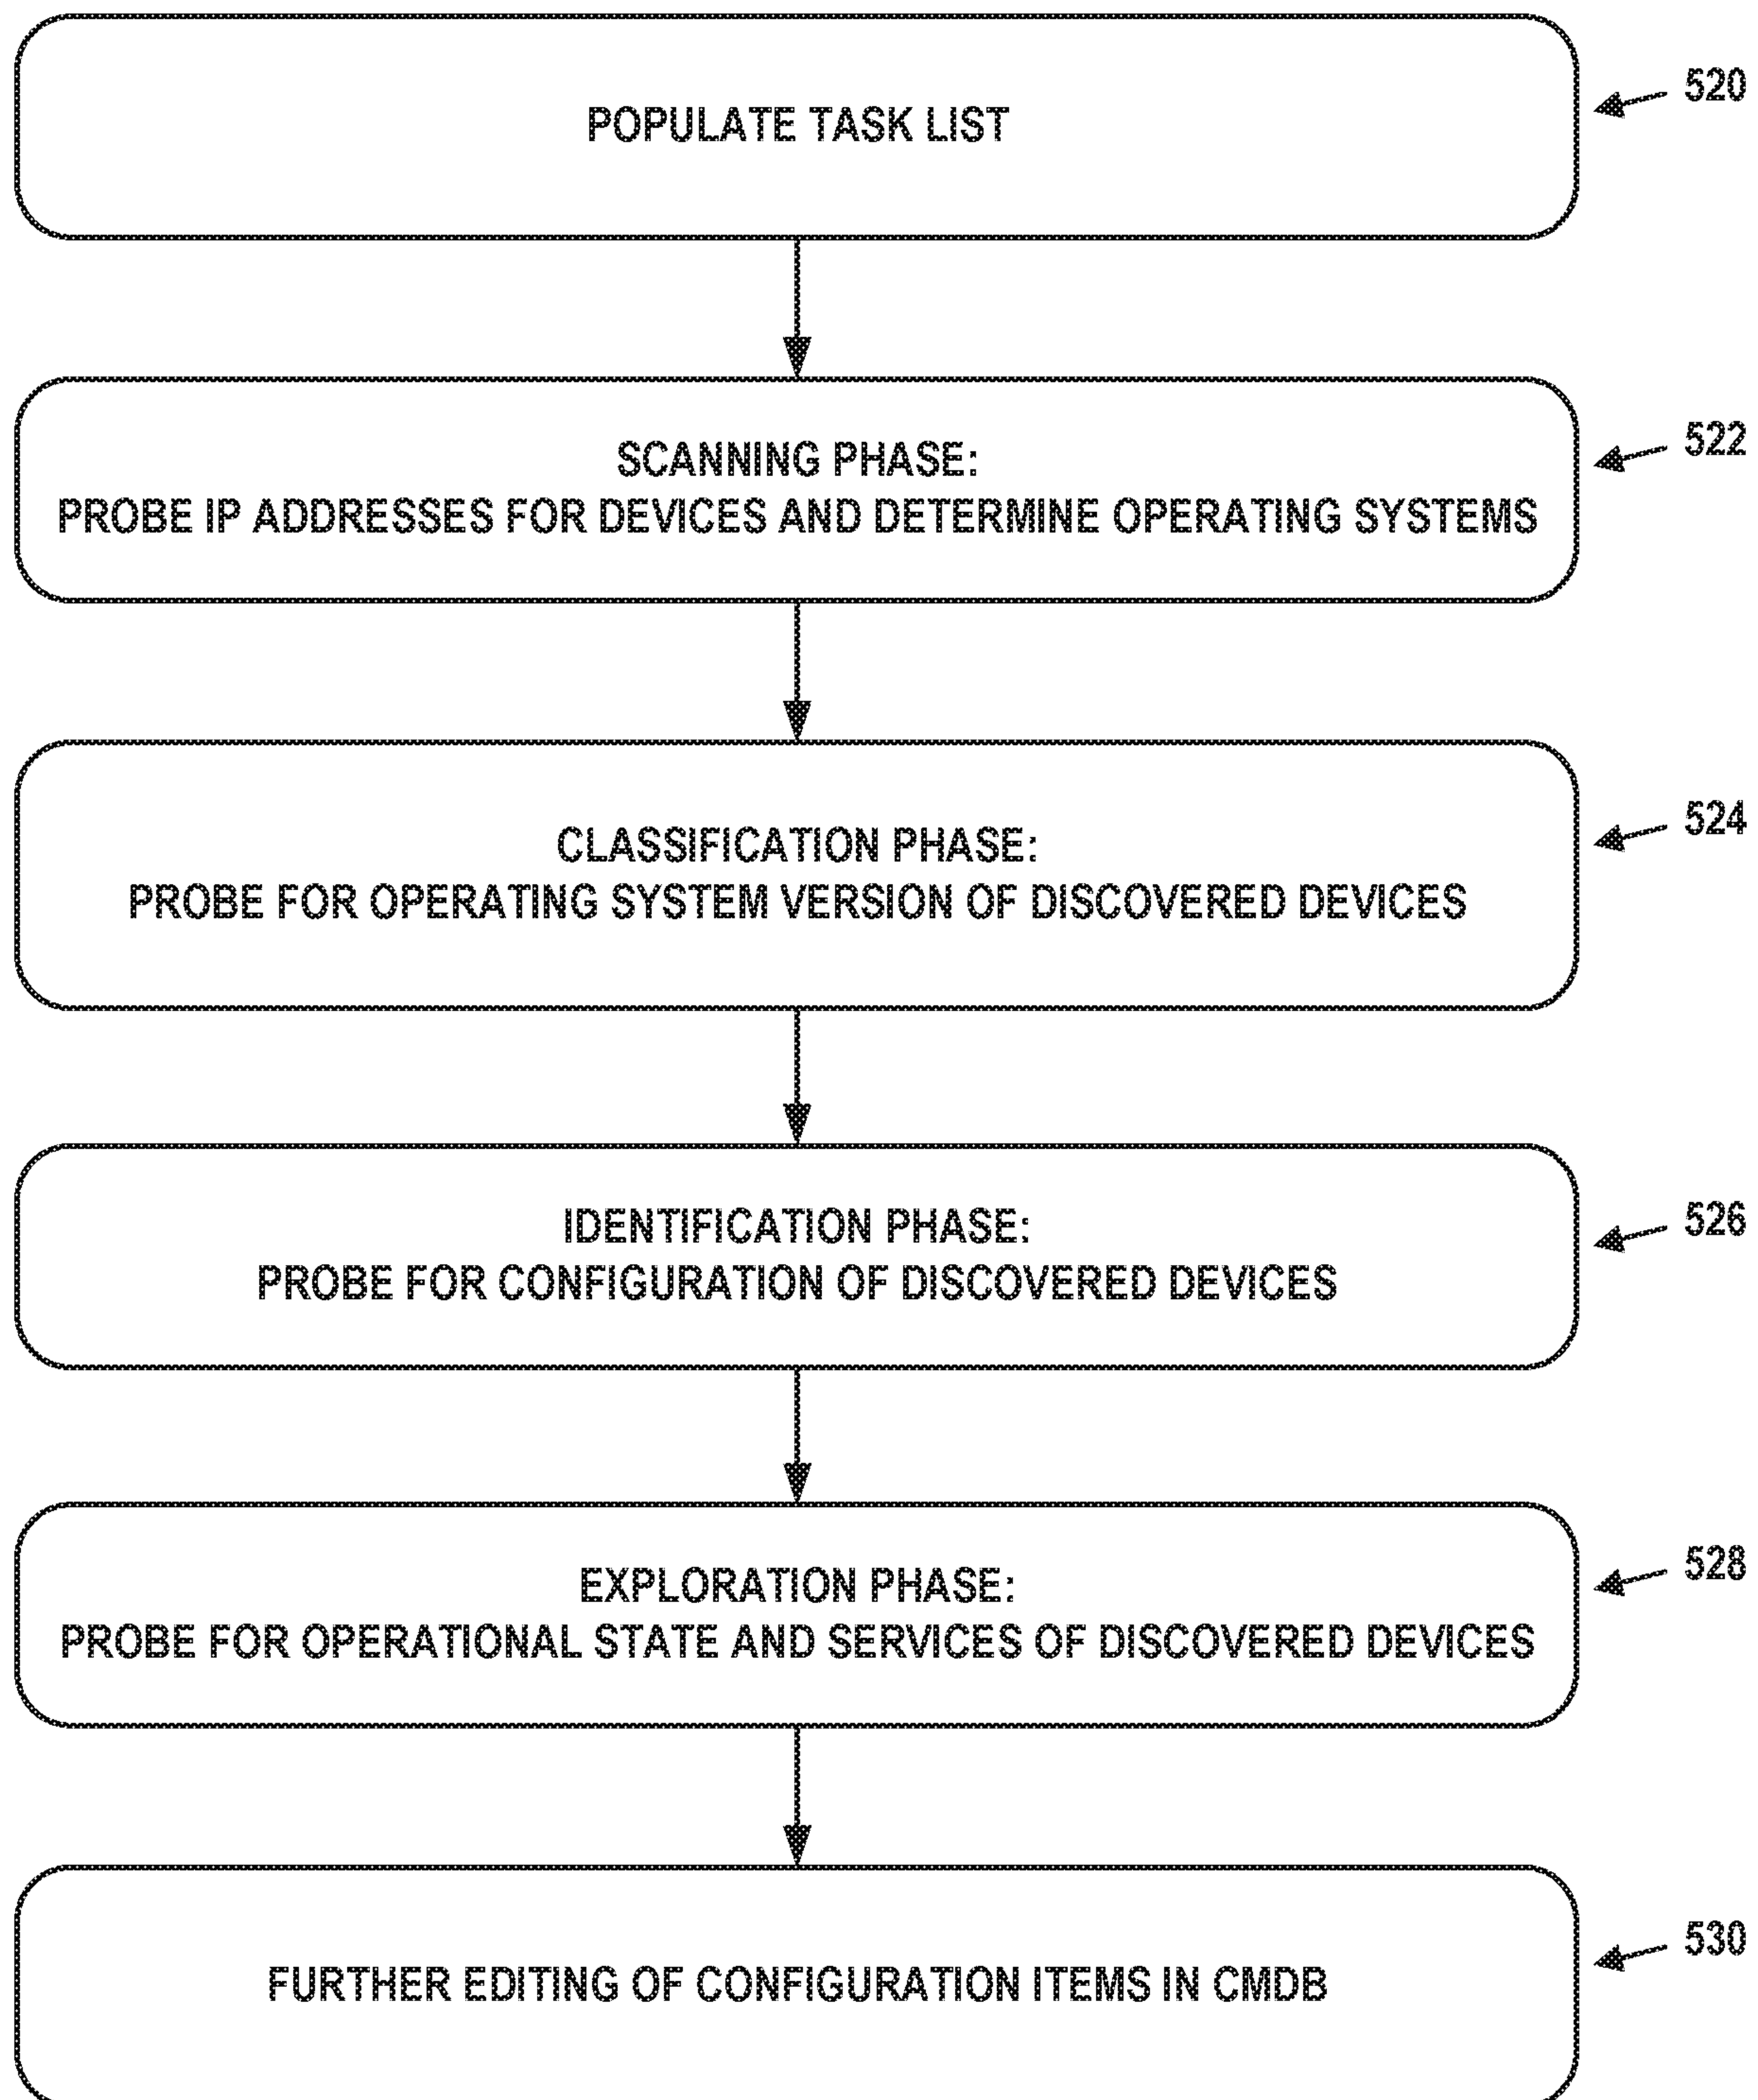 POPULATE TASK LIST
520
SCANNING PHASE:
PROBE IP ADDRESSES FOR DEVICES AND DETERMINE OPERATING SYSTEMS
522
CLASSIFICATION PHASE:
PROBE FOR OPERATING SYSTEM VERSION OF DISCOVERED DEVICES
524
IDENTIFICATION PHASE:
PROBE FOR CONFIGURATION OF DISCOVERED DEVICES
526
EXPLORATION PHASE:
PROBE FOR OPERATIONAL STATE AND SERVICES OF DISCOVERED DEVICES
528
FURTHER EDITING OF CONFIGURATION ITEMS IN CMDB
530